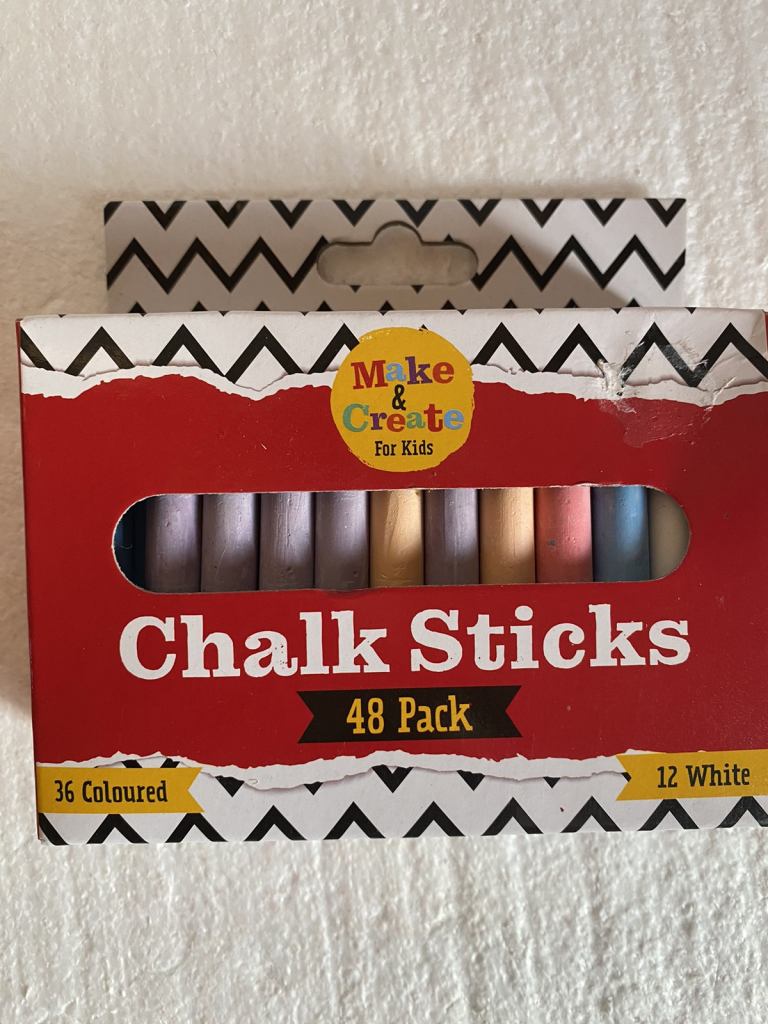 Make
&
Create
For Kids
Chalk Sticks
48 Pack
36 Coloured
12 White